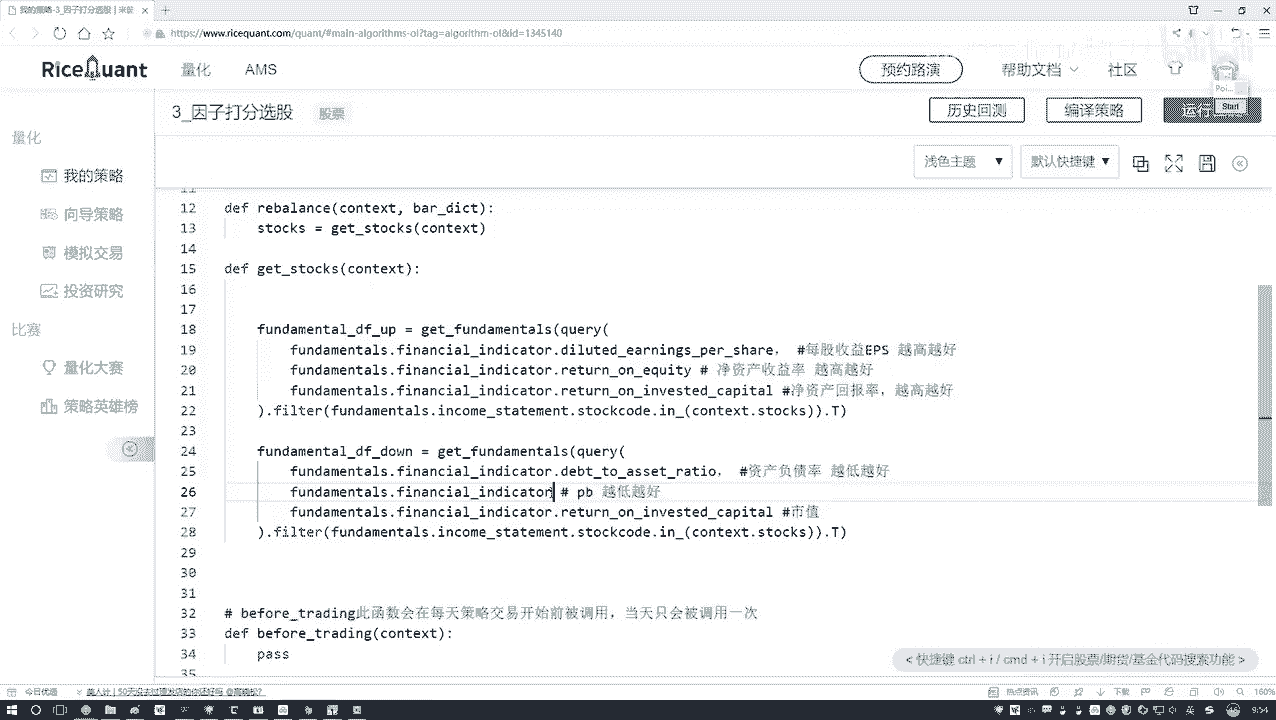 我的策略-3_因子打分选股 | 米
https://www.ricequant.com/quant/#main-algorithms-ol?tag=algorithm-ol&id=1345140
RiceQuant 量化 AMS 预约路演 帮助文档 社区
Poi...
Start
3_因子打分选股 股票 历史回测 编译策略
浅色主题 默认快捷键
量化
我的策略
向导策略
模拟交易
投资研究
比赛
量化大赛
策略英雄榜
11
12 def rebalance(context, bar_dict):
13 stocks = get_stocks(context)
14
15 def get_stocks(context):
16
17
18 fundamental_df_up = get_fundamentals(query(
19 fundamentals.financial_indicator.diluted_earnings_per_share， #每股收益EPS 越高越好
20 fundamentals.financial_indicator.return_on_equity # 净资产收益率 越高越好
21 fundamentals.financial_indicator.return_on_invested_capital #净资产回报率，越高越好
22 ).filter(fundamentals.income_statement.stockcode.in_(context.stocks)).T)
23
24 fundamental_df_down = get_fundamentals(query(
25 fundamentals.financial_indicator.debt_to_asset_ratio， #资产负债率 越低越好
26 fundamentals.financial_indicator # pb 越低越好
27 fundamentals.financial_indicator.return_on_invested_capital #市值
28 ).filter(fundamentals.income_statement.stockcode.in_(context.stocks)).T)
29
30
31
32 # before_trading此函数会在每天策略交易开始前被调用，当天只会被调用一次
33 def before_trading(context):
34 pass
35
< 快捷键 ctrl + i / cmd + i 开启股票/期货/基金代码搜索功能 >
今日优选 热点资讯 下载 160%
英 9:54